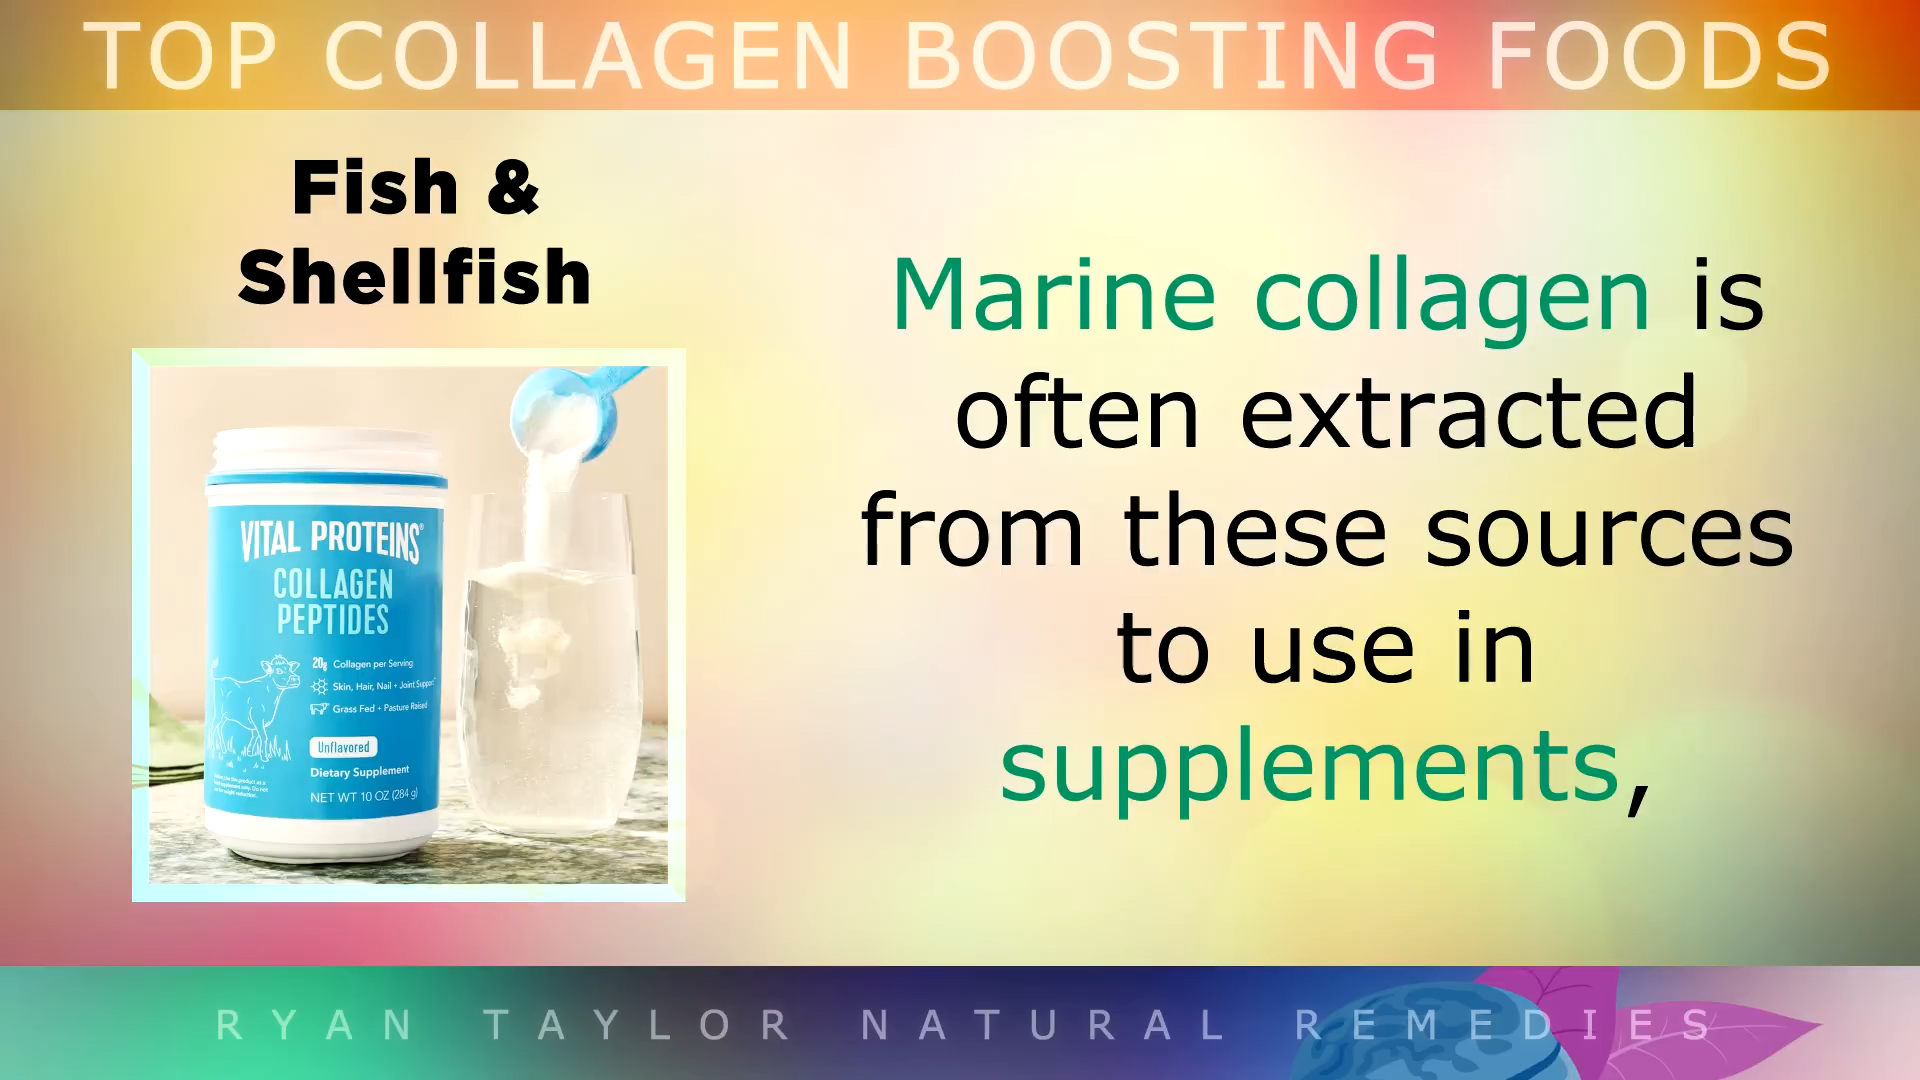 TOP COLLAGEN BOOSTING FOODS
Fish &
Shellfish
VITAL PROTEINS®
COLLAGEN
PEPTIDES
20g Collagen per Serving
Skin, Hair, Nail + Joint Support
Grass Fed + Pasture Raised
Unflavored
Dietary Supplement
NET WT 10 OZ (284 g)
Marine collagen is
often extracted
from these sources
to use in
supplements,
RYAN TAYLOR NATURAL REMEDIES